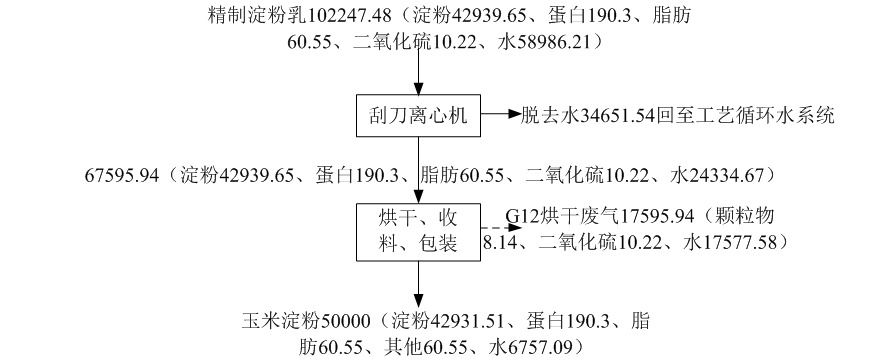 精制淀粉乳102247.48（淀粉42939.65、蛋白190.3、脂肪
60.55、二氧化硫10.22、水58986.21）
刮刀离心机
脱去水34651.54回至工艺循环水系统
67595.94（淀粉42939.65、蛋白190.3、脂肪60.55、二氧化硫10.22、水24334.67）
烘干、收
料、包装
G12烘干废气17595.94（颗粒物
8.14、二氧化硫10.22、水17577.58）
玉米淀粉50000（淀粉42931.51、蛋白190.3、脂
肪60.55、其他60.55、水6757.09）